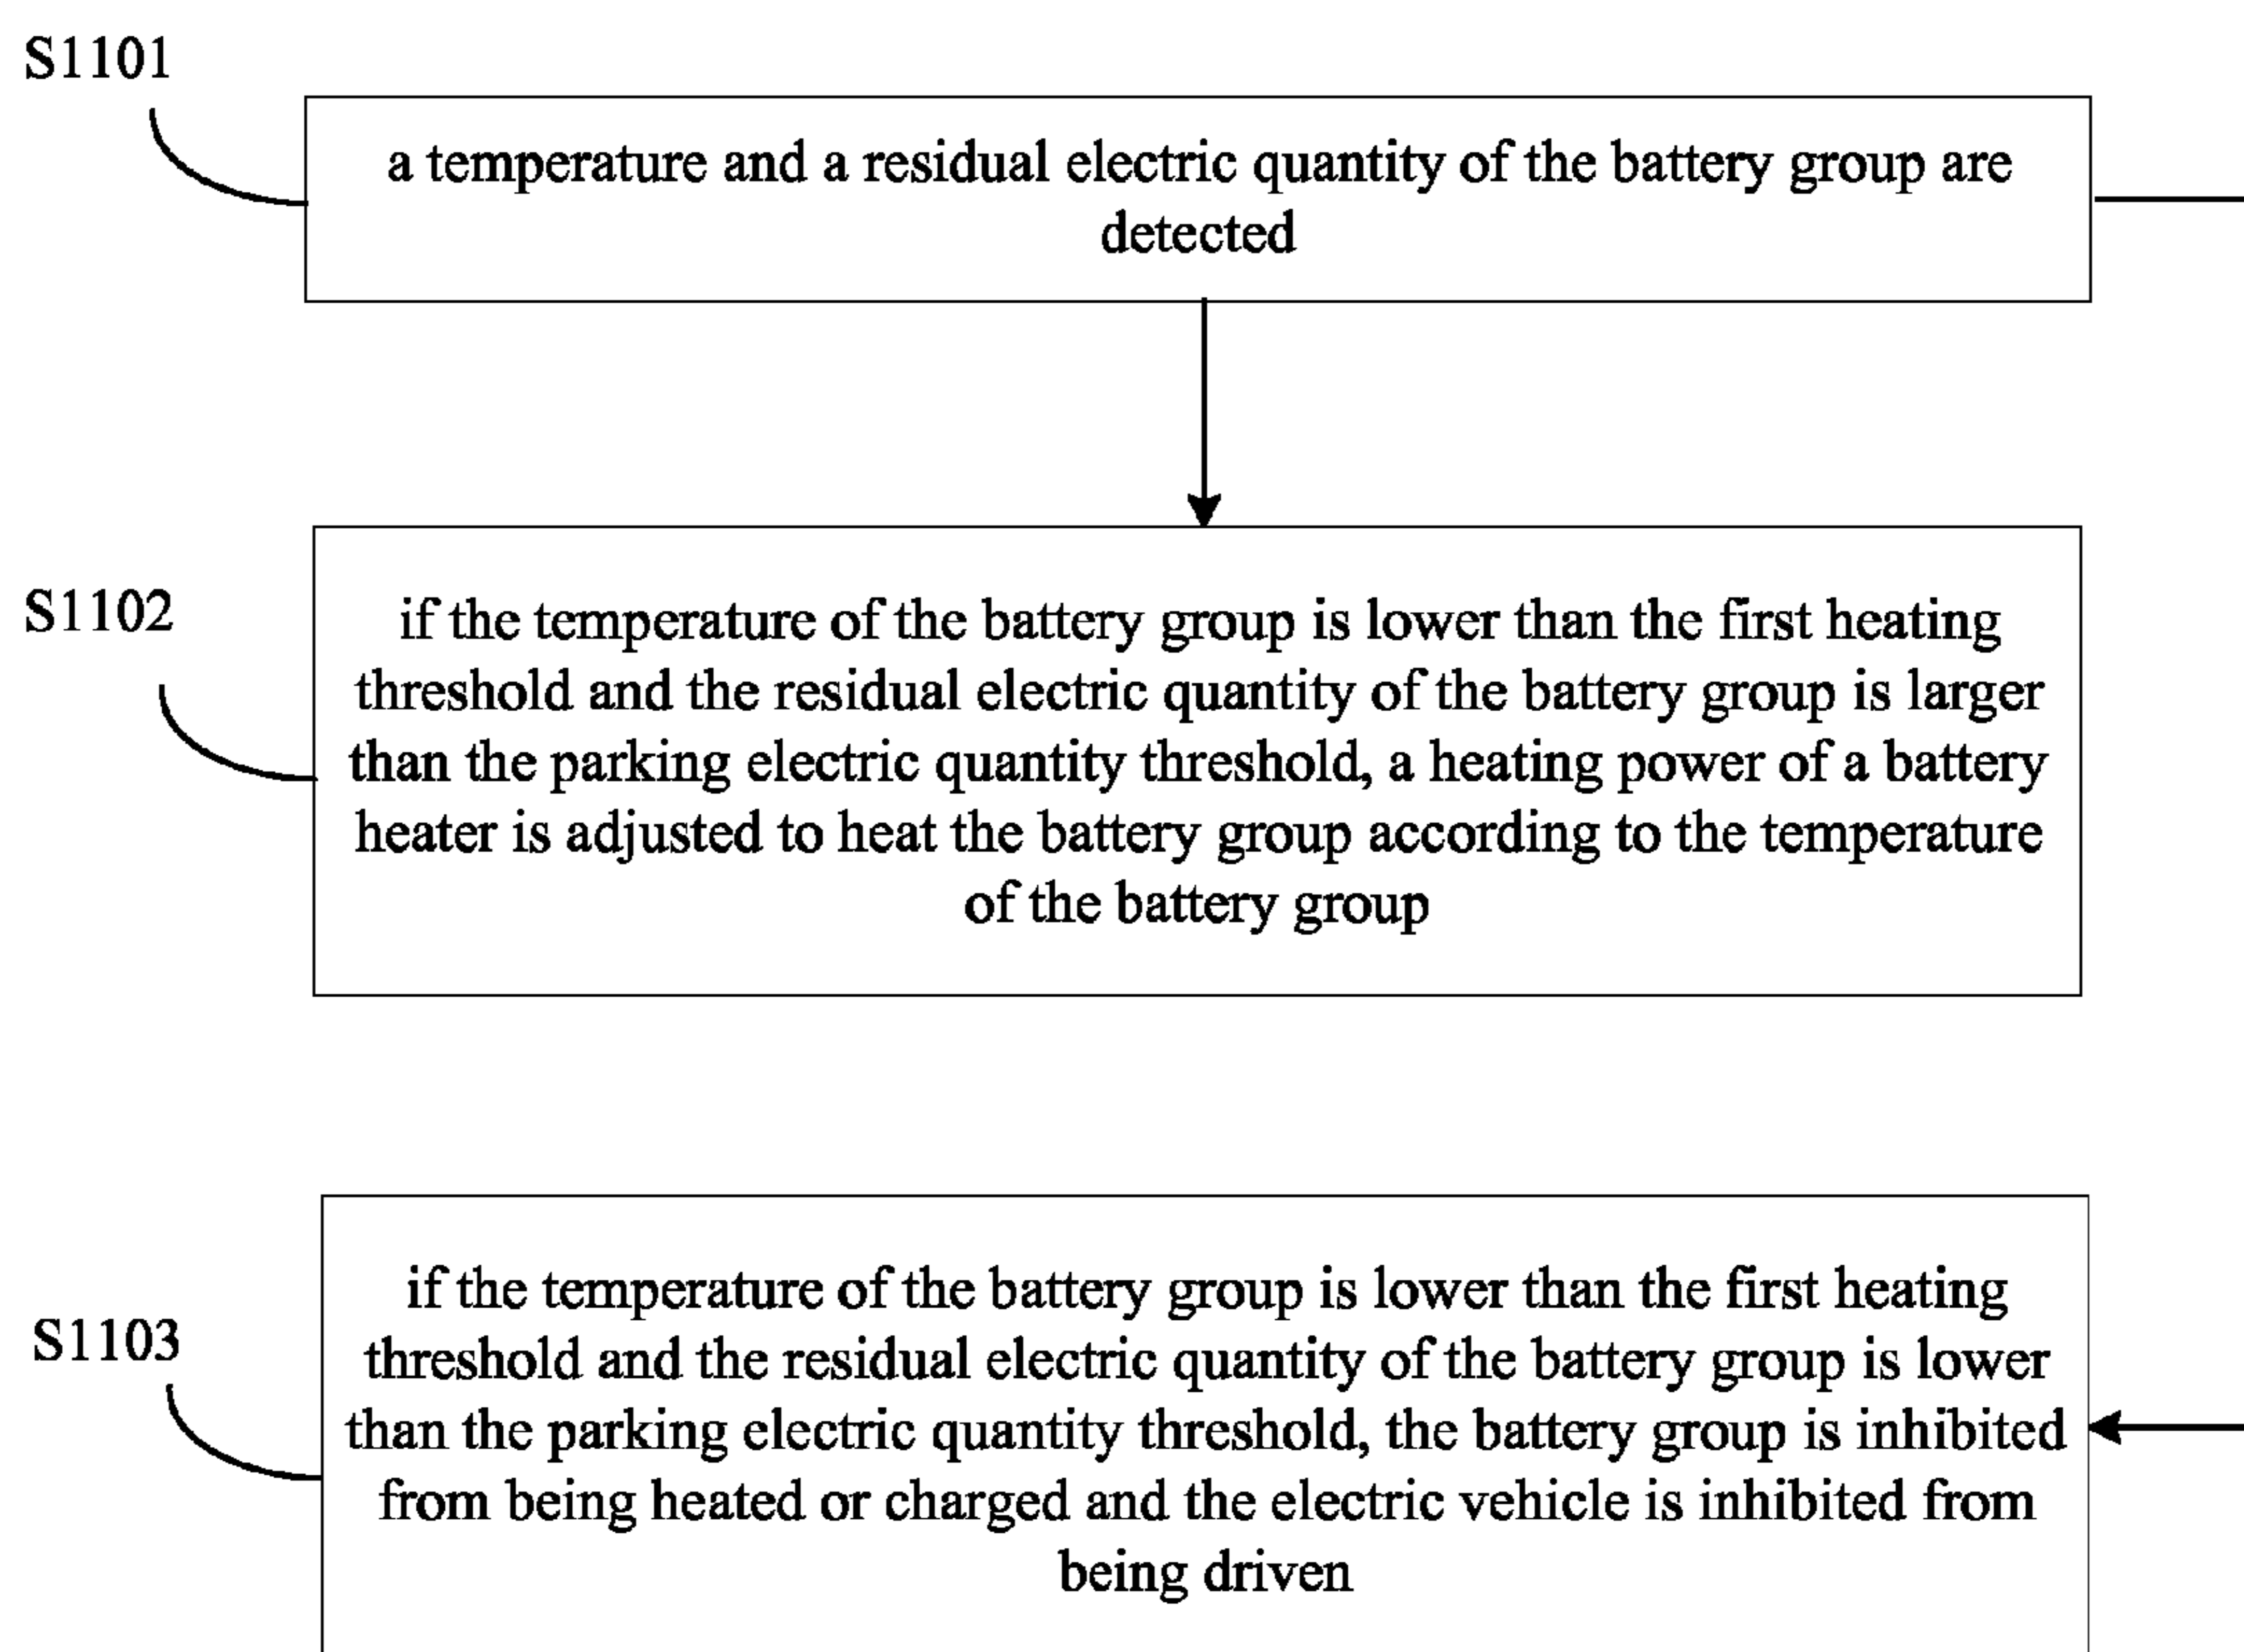 S1101
a temperature and a residual electric quantity of the battery group are
detected
S1102
if the temperature of the battery group is lower than the first heating
threshold and the residual electric quantity of the battery group is larger
than the parking electric quantity threshold, a heating power of a battery
heater is adjusted to heat the battery group according to the temperature
of the battery group
S1103
if the temperature of the battery group is lower than the first heating
threshold and the residual electric quantity of the battery group is lower
than the parking electric quantity threshold, the battery group is inhibited
from being heated or charged and the electric vehicle is inhibited from
being driven